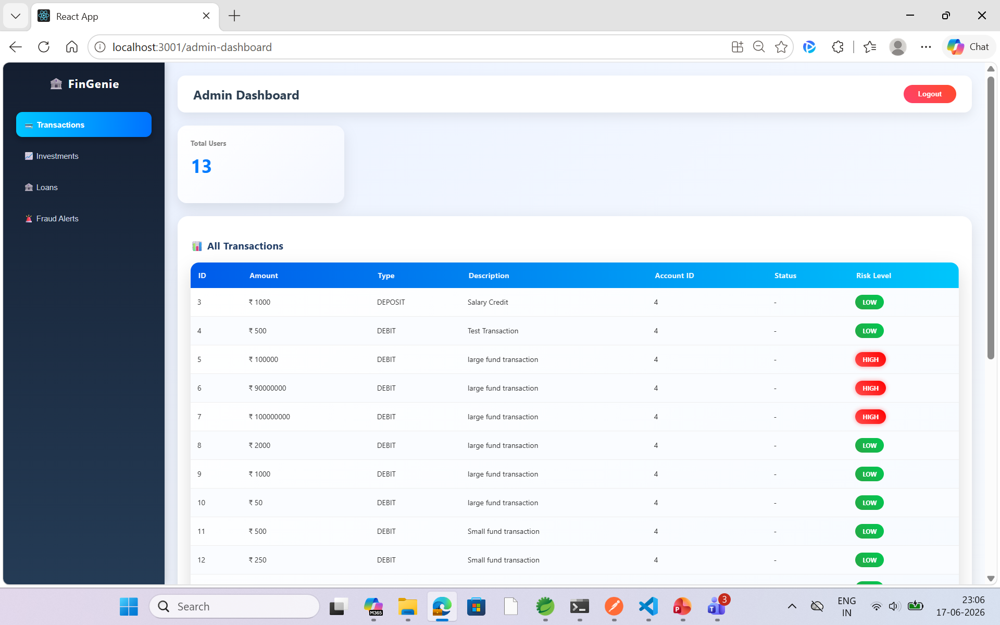 React App
localhost:3001/admin-dashboard
Chat
FinGenie
Transactions
Investments
Loans
Fraud Alerts
Admin Dashboard
Logout
Total Users
13
All Transactions
ID Amount Type Description Account ID Status Risk Level
3 ₹ 1000 DEPOSIT Salary Credit 4 - LOW
4 ₹ 500 DEBIT Test Transaction 4 - LOW
5 ₹ 100000 DEBIT large fund transaction 4 - HIGH
6 ₹ 90000000 DEBIT large fund transaction 4 - HIGH
7 ₹ 100000000 DEBIT large fund transaction 4 - HIGH
8 ₹ 2000 DEBIT large fund transaction 4 - LOW
9 ₹ 1000 DEBIT large fund transaction 4 - LOW
10 ₹ 50 DEBIT large fund transaction 4 - LOW
11 ₹ 500 DEBIT Small fund transaction 4 - LOW
12 ₹ 250 DEBIT Small fund transaction 4 - LOW
Search
M365
P
T
3
ENG
IN
23:06
17-06-2026